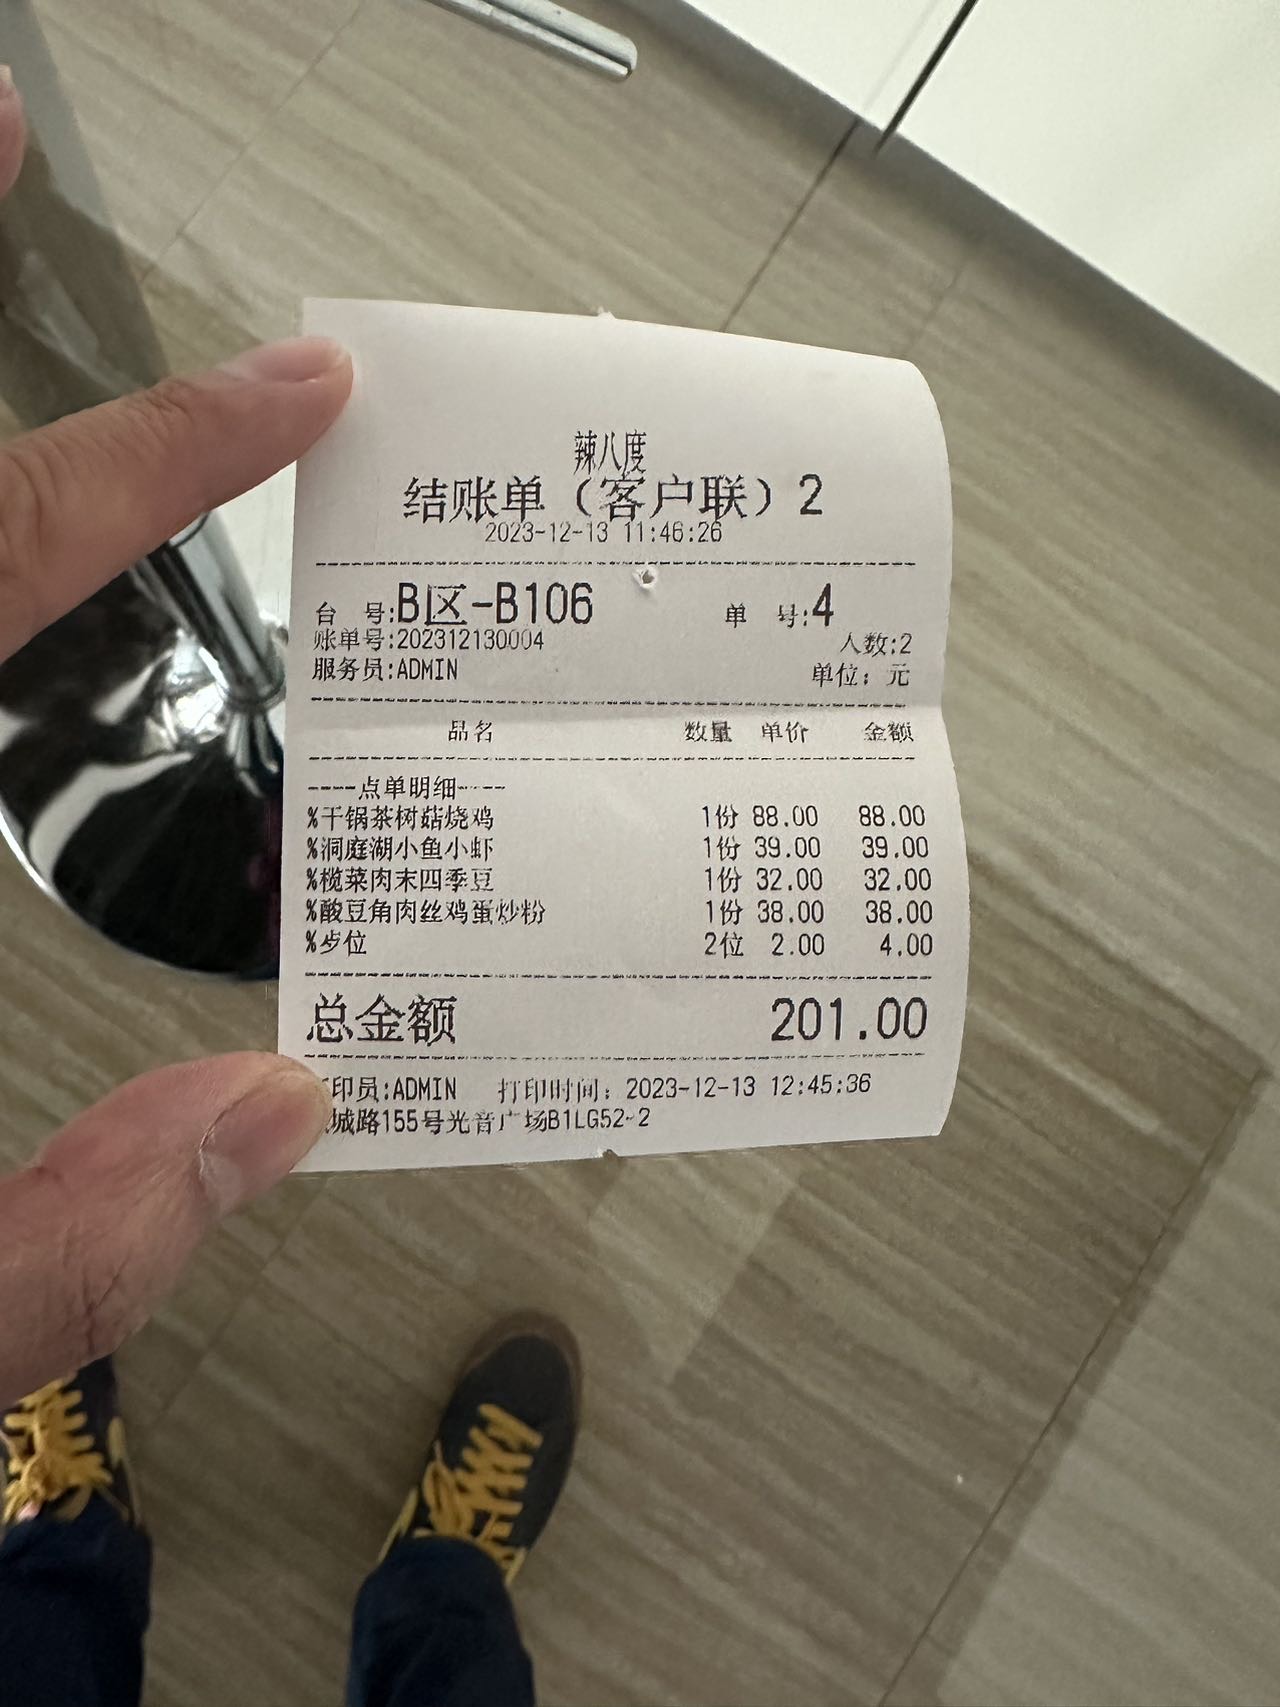 辣八度
结账单（客户联）2
2023-12-13 11:46:26
台 号:B区-B106 单 号:4
账单号:202312130004 人数:2
服务员:ADMIN 单位：元
品名 数量 单价 金额
----点单明细----
%干锅茶树菇烧鸡 1份 88.00 88.00
%洞庭湖小鱼小虾 1份 39.00 39.00
%榄菜肉末四季豆 1份 32.00 32.00
%酸豆角肉丝鸡蛋炒粉 1份 38.00 38.00
%岁位 2位 2.00 4.00
总金额 201.00
印员:ADMIN 打印时间：2023-12-13 12:45:36
城路155号光音广场B1LG52-2